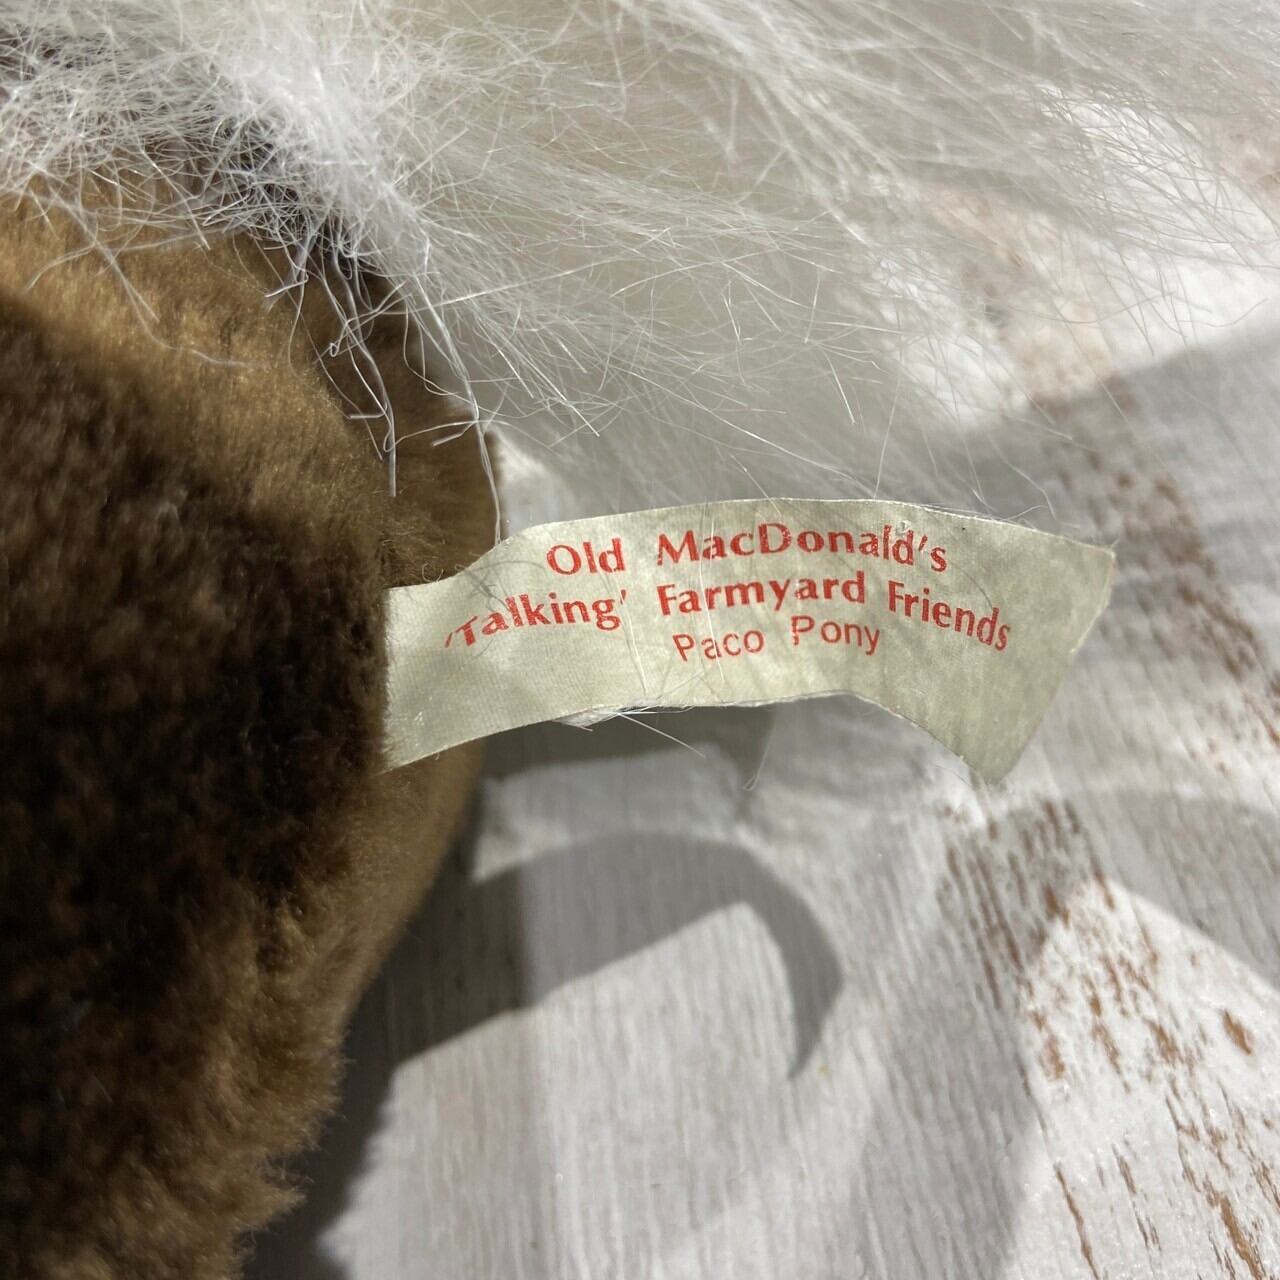 Old MacDonald's
'Talking' Farmyard Friends
Paco Pony